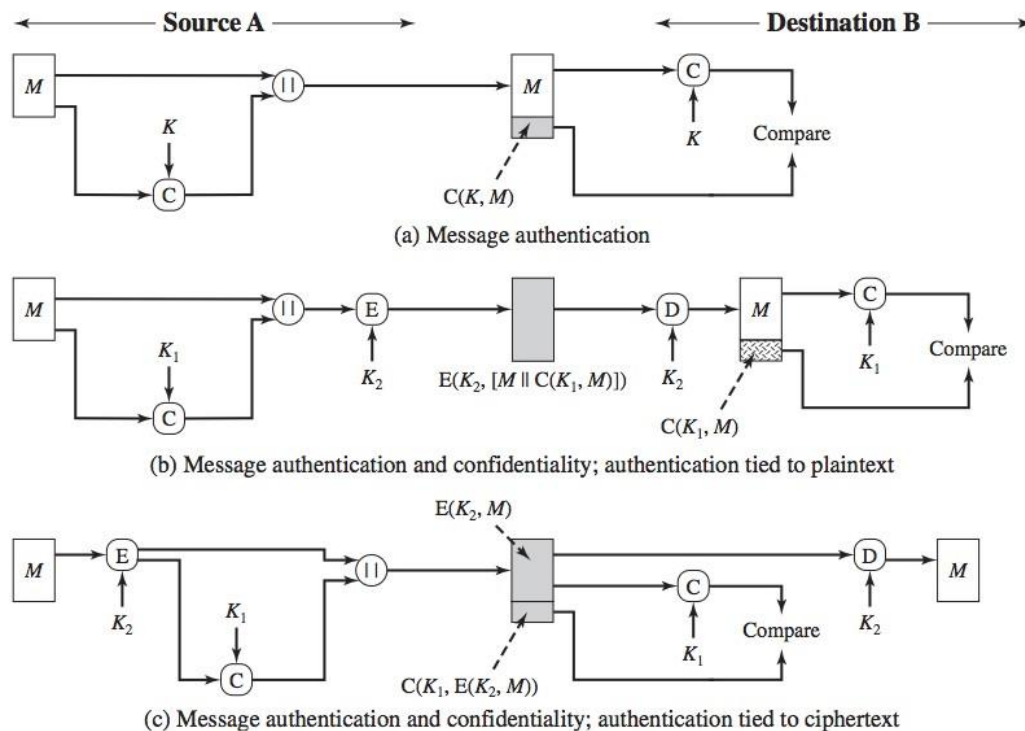 Source A Destination B
M || M C
K K Compare
C
C(K, M)
(a) Message authentication
M || E D M C
K1 K2 E(K2, [M || C(K1, M)]) K2 K1 Compare
C C(K1, M)
(b) Message authentication and confidentiality; authentication tied to plaintext
E(K2, M)
M E || D M
K2 K1 C K1 Compare K2
C C(K1, E(K2, M))
(c) Message authentication and confidentiality; authentication tied to ciphertext